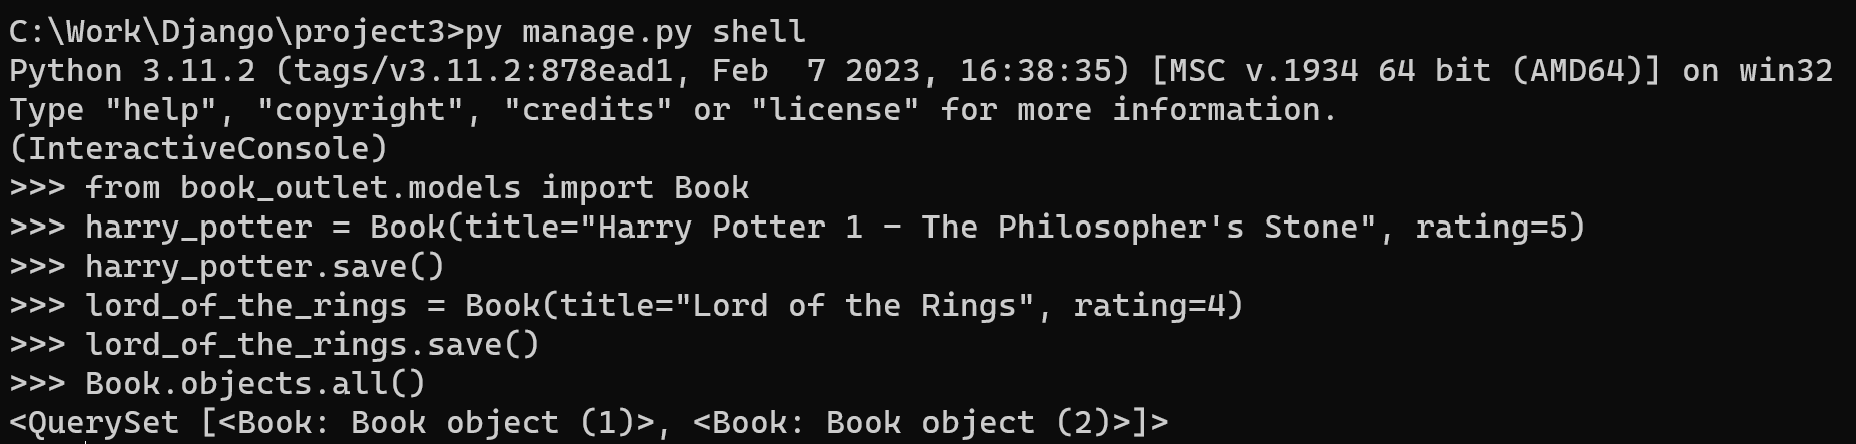 C:\Work\Django\project3>py manage.py shell
Python 3.11.2 (tags/v3.11.2:878ead1, Feb  7 2023, 16:38:35) [MSC v.1934 64 bit (AMD64)] on win32
Type "help", "copyright", "credits" or "license" for more information.
(InteractiveConsole)
>>> from book_outlet.models import Book
>>> harry_potter = Book(title="Harry Potter 1 – The Philosopher's Stone", rating=5)
>>> harry_potter.save()
>>> lord_of_the_rings = Book(title="Lord of the Rings", rating=4)
>>> lord_of_the_rings.save()
>>> Book.objects.all()
<QuerySet [<Book: Book object (1)>, <Book: Book object (2)>]>